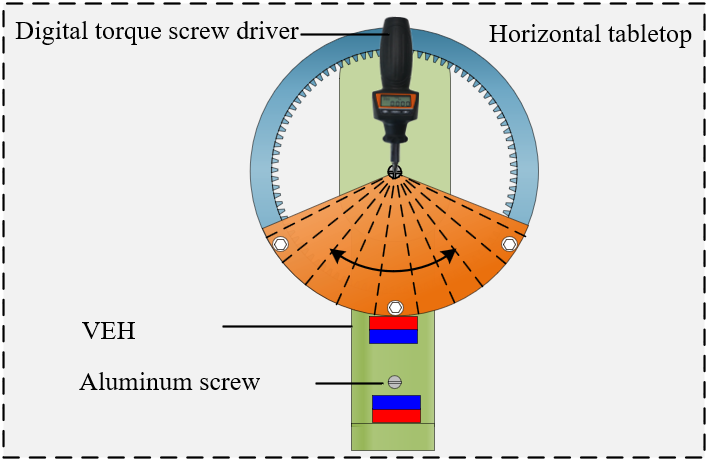 Digital torque screw driver
Horizontal tabletop
VEH
Aluminum screw